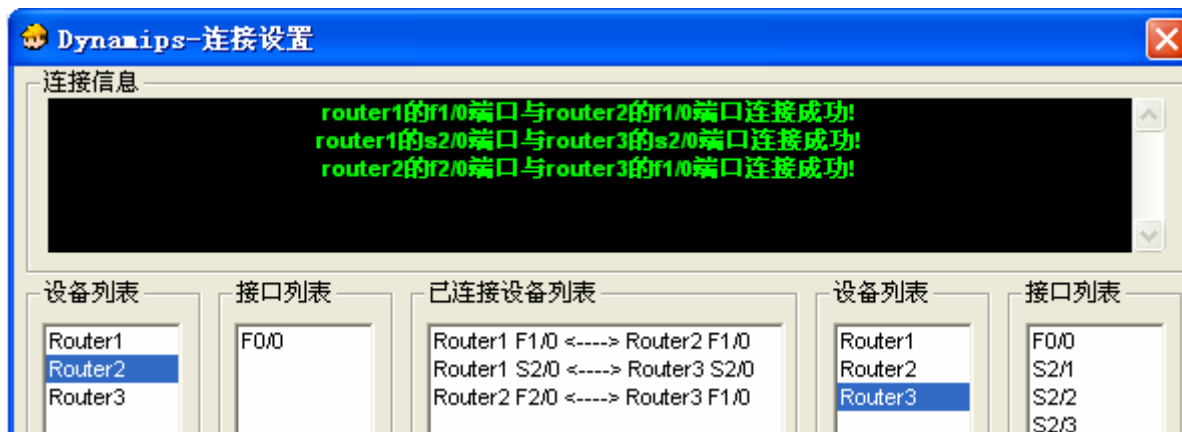 Dynamips-连接设置
连接信息
router1的f1/0端口与router2的f1/0端口连接成功!
router1的s2/0端口与router3的s2/0端口连接成功!
router2的f2/0端口与router3的f1/0端口连接成功!
设备列表
Router1
Router2
Router3
接口列表
F0/0
已连接设备列表
Router1 F1/0 <----> Router2 F1/0
Router1 S2/0 <----> Router3 S2/0
Router2 F2/0 <----> Router3 F1/0
设备列表
Router1
Router2
Router3
接口列表
F0/0
S2/1
S2/2
S2/3